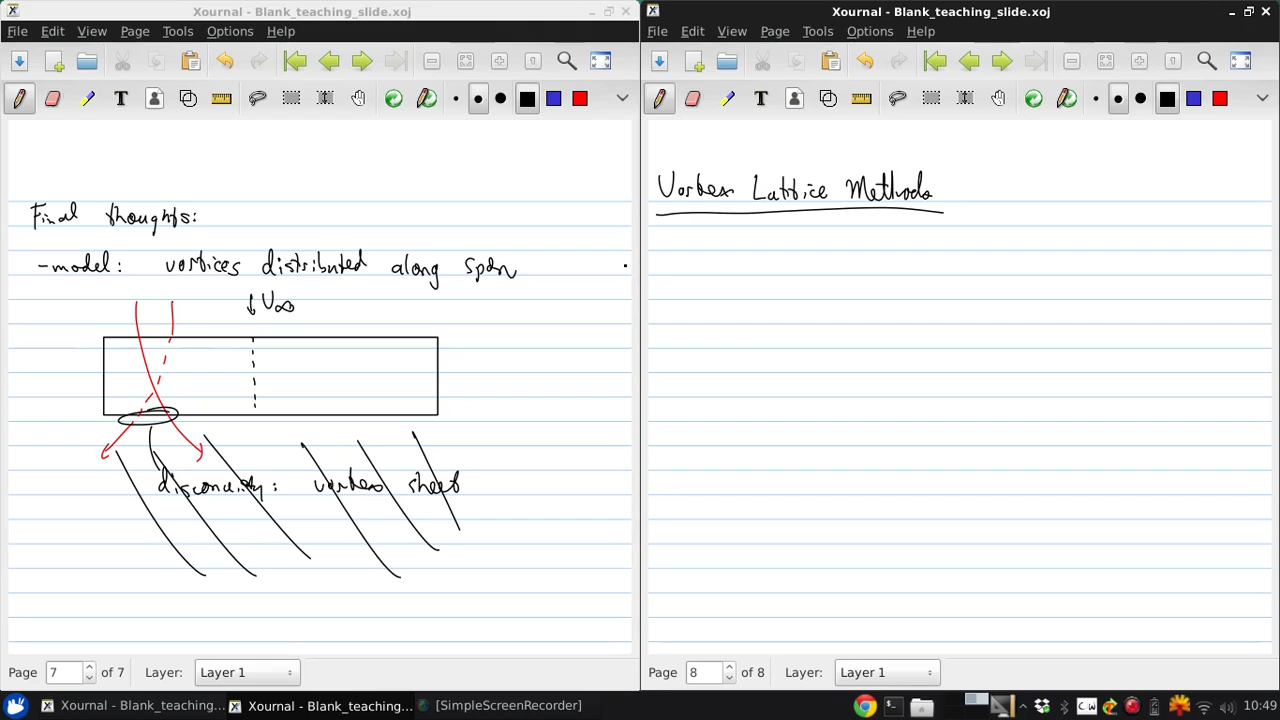 Xournal - Blank_teaching_slide.xoj
File Edit View Page Tools Options Help
Final thoughts:
-model: vortices distributed along span
↓ U∞
discontinuity: vortex sheet
Page 7 of 7 Layer: Layer 1
Xournal - Blank_teaching_slide.xoj
File Edit View Page Tools Options Help
Vortex Lattice Methods
Page 8 of 8 Layer: Layer 1
Xournal - Blank_teaching_... Xournal - Blank_teaching_... [SimpleScreenRecorder] 10:49